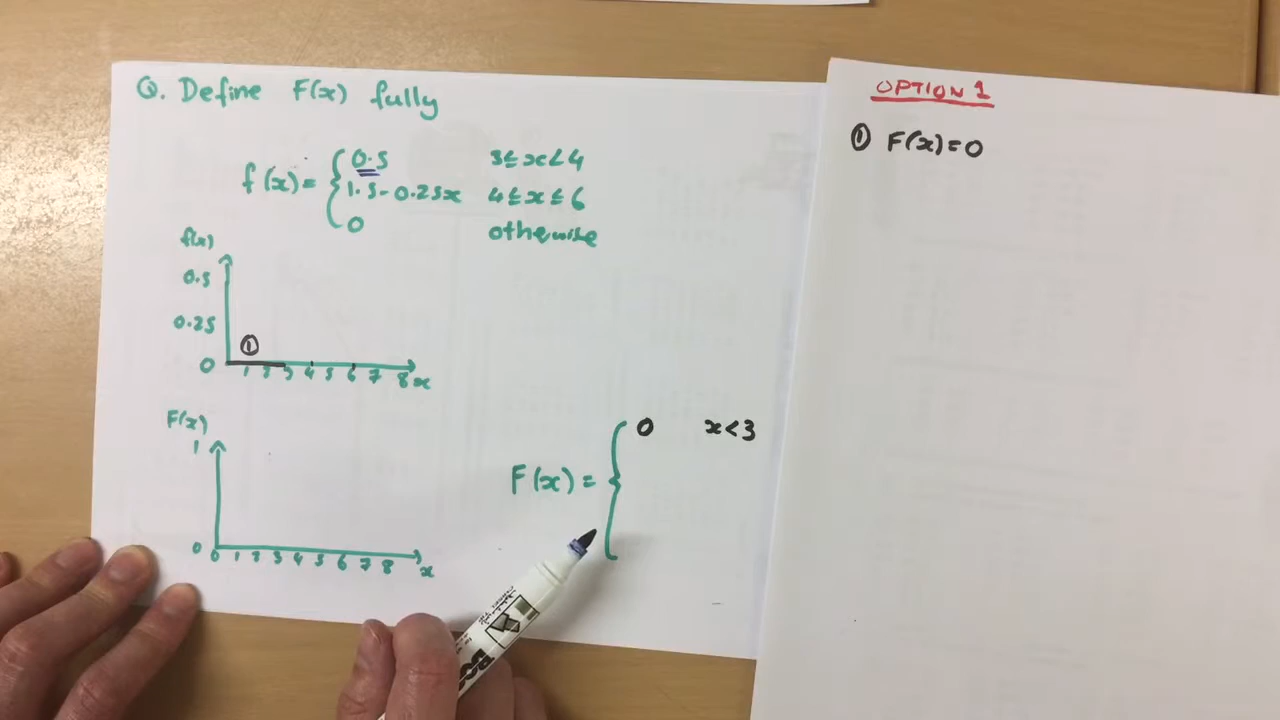 Q. Define F(x) fully
f(x) = { 0.5 3 ≤ x < 4
1.5 - 0.25x 4 ≤ x ≤ 6
0 otherwise
f(x)
0.5
0.25
①
0 1 2 3 4 5 6 7 8 x
F(x)
1
0
0 1 2 3 4 5 6 7 8 x
F(x) = { 0 x < 3
OPTION 1
① F(x) = 0